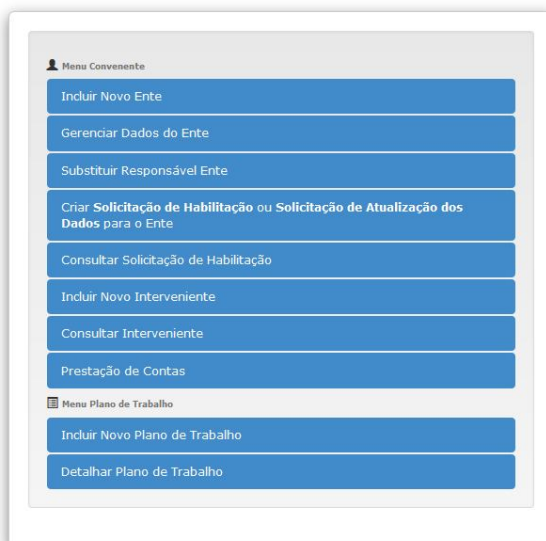 Menu Convenente
Incluir Novo Ente
Gerenciar Dados do Ente
Substituir Responsável Ente
Criar Solicitação de Habilitação ou Solicitação de Atualização dos
Dados para o Ente
Consultar Solicitação de Habilitação
Incluir Novo Interveniente
Consultar Interveniente
Prestação de Contas
Menu Plano de Trabalho
Incluir Novo Plano de Trabalho
Detalhar Plano de Trabalho